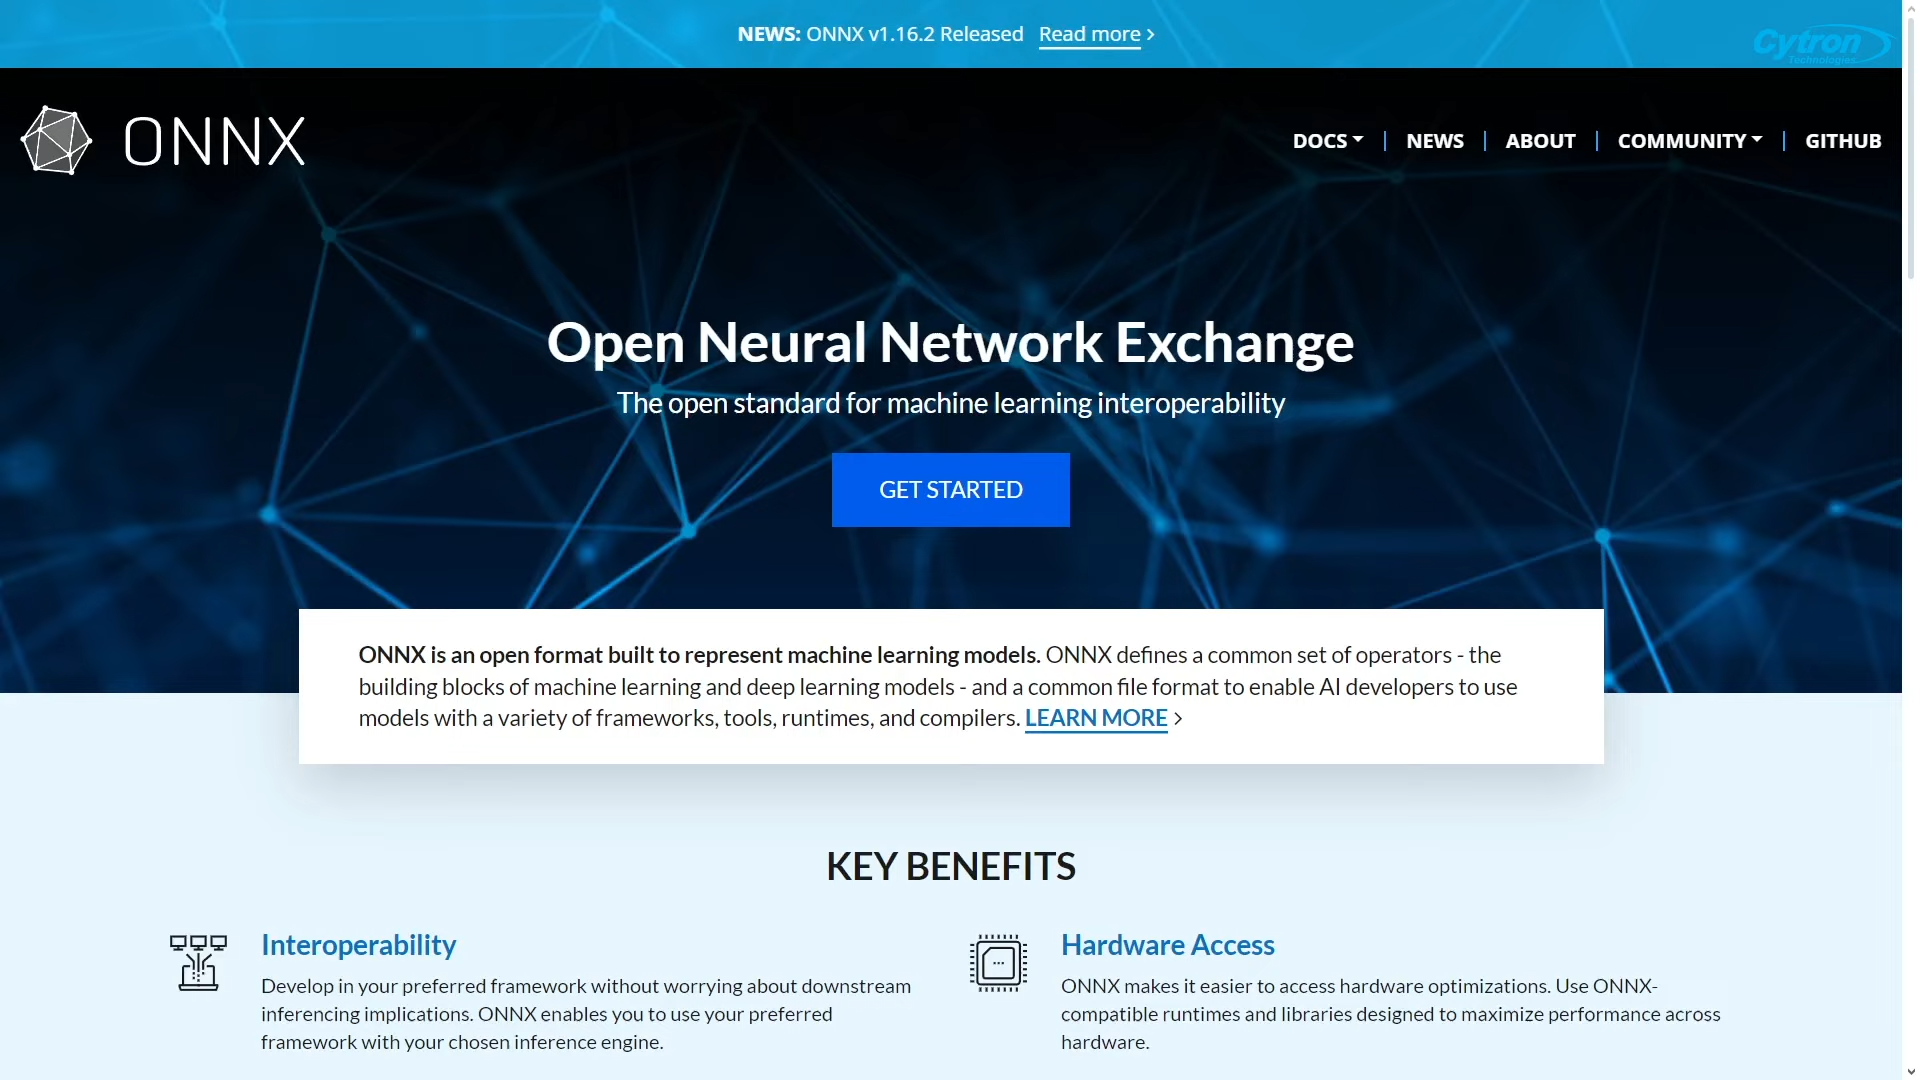 NEWS: ONNX v1.16.2 Released Read more >
Cytron
Technologies
ONNX
DOCS
NEWS
ABOUT
COMMUNITY
GITHUB
Open Neural Network Exchange
The open standard for machine learning interoperability
GET STARTED
ONNX is an open format built to represent machine learning models. ONNX defines a common set of operators - the
building blocks of machine learning and deep learning models - and a common file format to enable AI developers to use
models with a variety of frameworks, tools, runtimes, and compilers. LEARN MORE >
KEY BENEFITS
Interoperability
Develop in your preferred framework without worrying about downstream
inferencing implications. ONNX enables you to use your preferred
framework with your chosen inference engine.
Hardware Access
ONNX makes it easier to access hardware optimizations. Use ONNX-
compatible runtimes and libraries designed to maximize performance across
hardware.